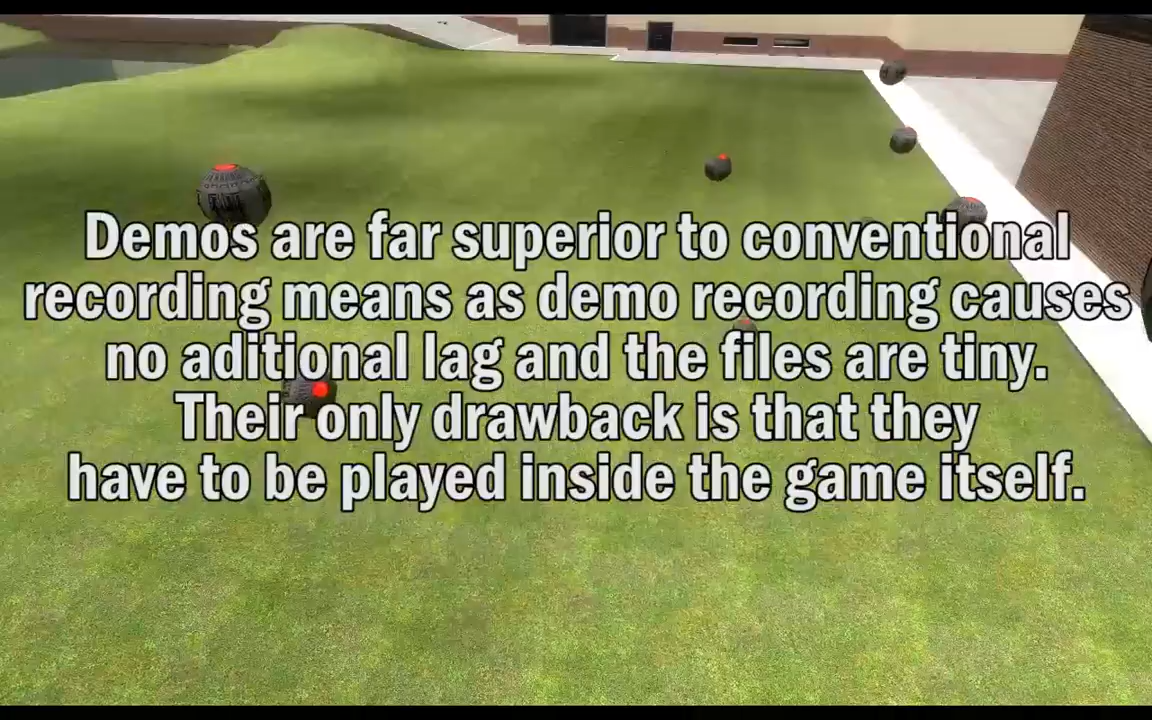 Demos are far superior to conventional
recording means as demo recording causes
no aditional lag and the files are tiny.
Their only drawback is that they
have to be played inside the game itself.